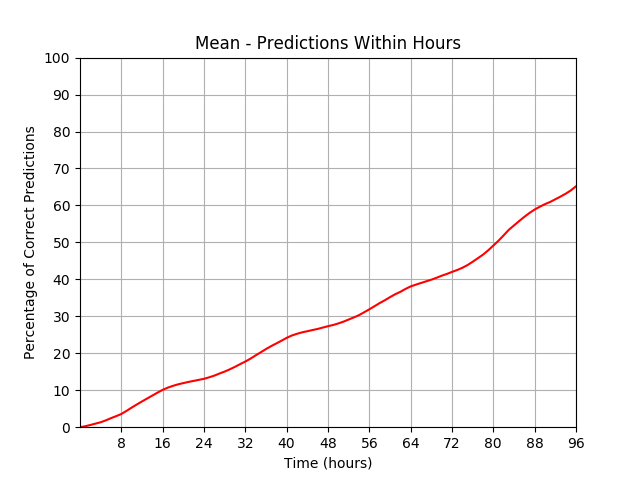 Mean - Predictions Within Hours
Percentage of Correct Predictions
100
90
80
70
60
50
40
30
20
10
0
8 16 24 32 40 48 56 64 72 80 88 96
Time (hours)